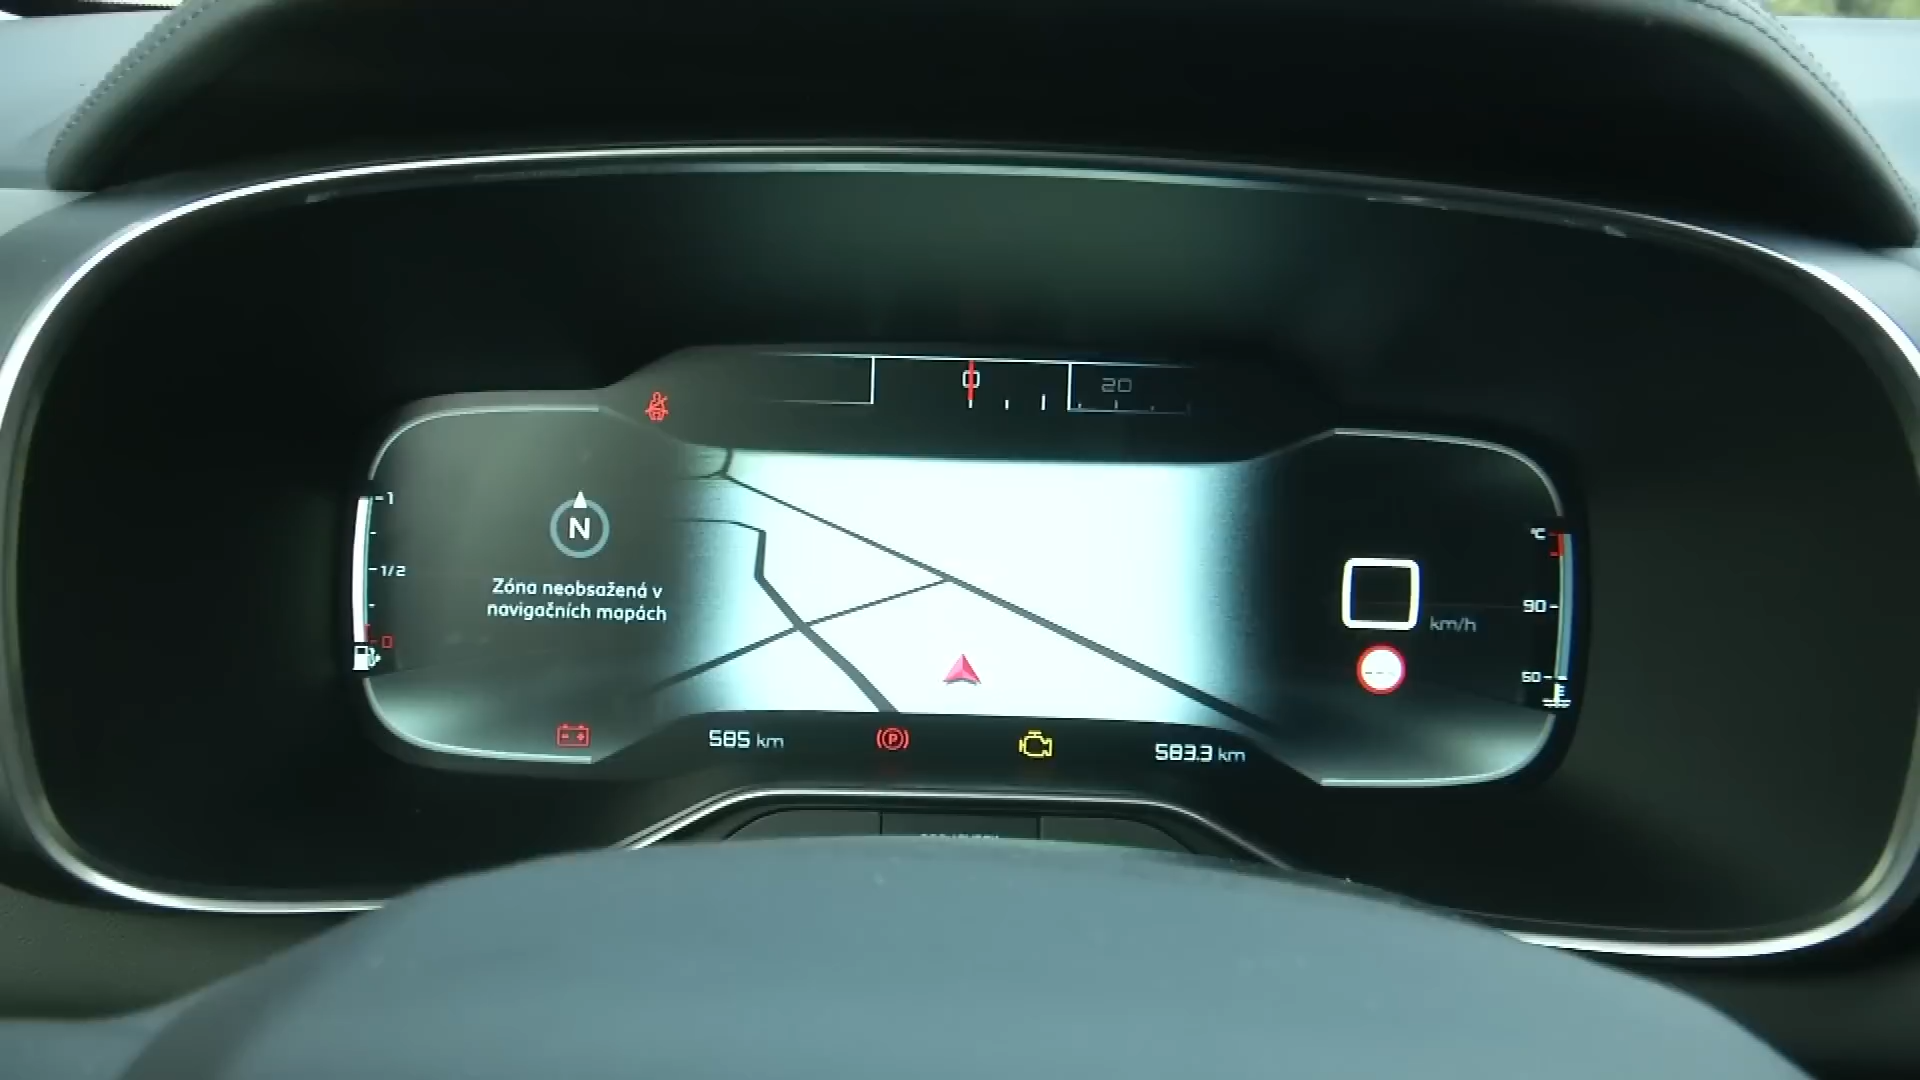 0
20
1
1/2
0
N
Zóna neobsažená v
navigačních mapách
km/h
°C
90
50
585 km
P
583.3 km